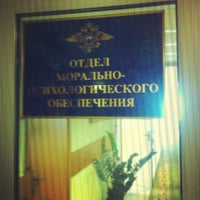 ОТДЕЛ
МОРАЛЬНО-
ПСИХОЛОГИЧЕСКОГО
ОБЕСПЕЧЕНИЯ